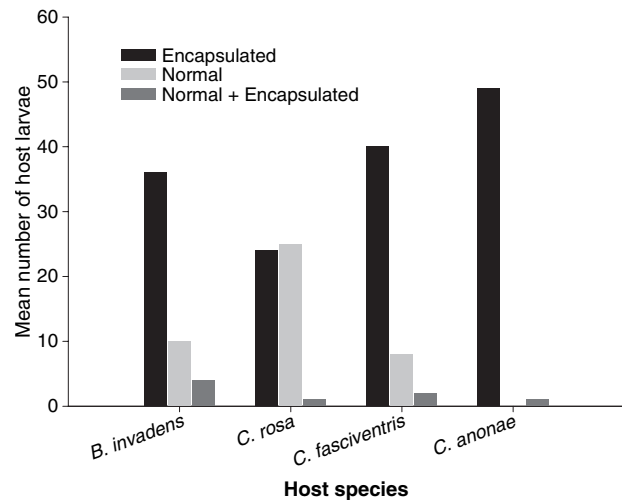 60
50
40
30
20
10
0
Mean number of host larvae
Encapsulated
Normal
Normal + Encapsulated
B. invadens
C. rosa
C. fasciventris
C. anonae
Host species